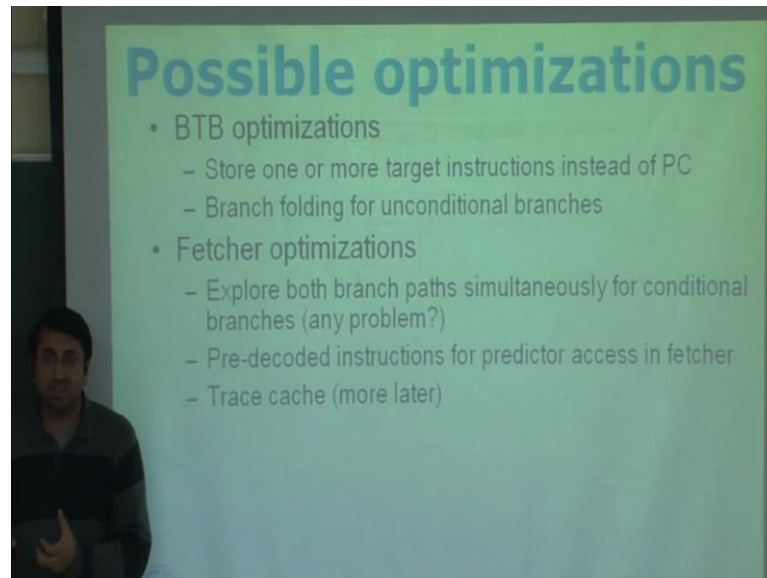 Possible optimizations
• BTB optimizations
– Store one or more target instructions instead of PC
– Branch folding for unconditional branches
• Fetcher optimizations
– Explore both branch paths simultaneously for conditional
branches (any problem?)
– Pre-decoded instructions for predictor access in fetcher
– Trace cache (more later)